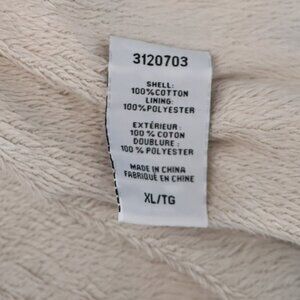 3120703
SHELL:
100%COTTON
LINING:
100%POLYESTER
EXTÉRIEUR:
100 % COTON
DOUBLURE :
100 % POLYESTER
MADE IN CHINA
FABRIQUÉ EN CHINE
XL/TG